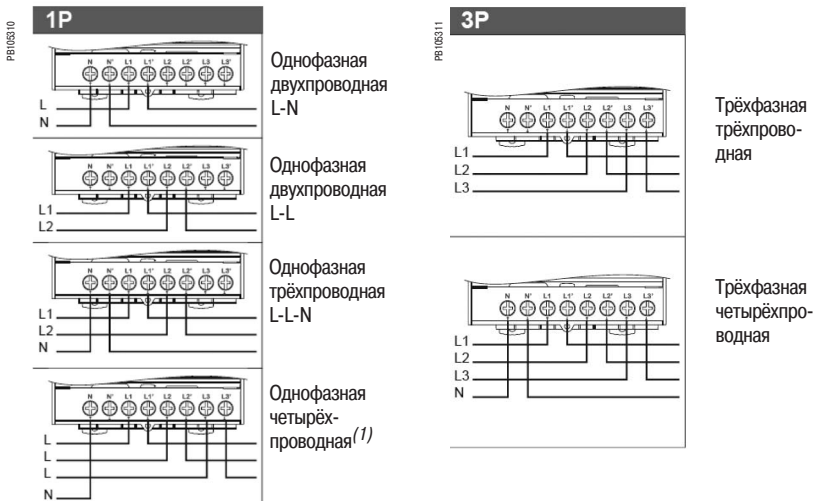 PB105310
1P
N N' L1 L1' L2 L2' L3 L3'
L
N
Однофазная
двухпроводная
L-N
N N' L1 L1' L2 L2' L3 L3'
L1
L2
Однофазная
двухпроводная
L-L
N N' L1 L1' L2 L2' L3 L3'
L1
L2
N
Однофазная
трёхпроводная
L-L-N
N N' L1 L1' L2 L2' L3 L3'
L
L
L
N
Однофазная
четырёх-
проводная(1)
PB105311
3P
N N' L1 L1' L2 L2' L3 L3'
L1
L2
L3
Трёхфазная
трёхпрово-
дная
N N' L1 L1' L2 L2' L3 L3'
L1
L2
L3
N
Трёхфазная
четырёхпро-
водная